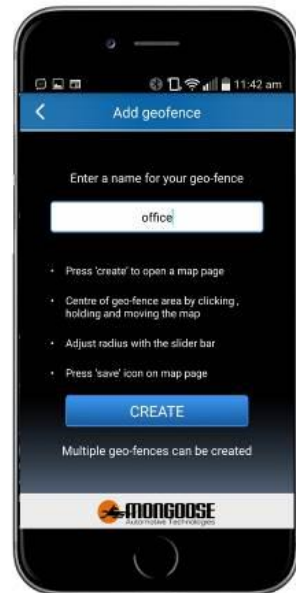 11:42 am
Add geofence
Enter a name for your geo-fence
office
• Press 'create' to open a map page
• Centre of geo-fence area by clicking ,
holding and moving the map
• Adjust radius with the slider bar
• Press 'save' icon on map page
CREATE
Multiple geo-fences can be created
MONGOOSE
Automotive Technologies